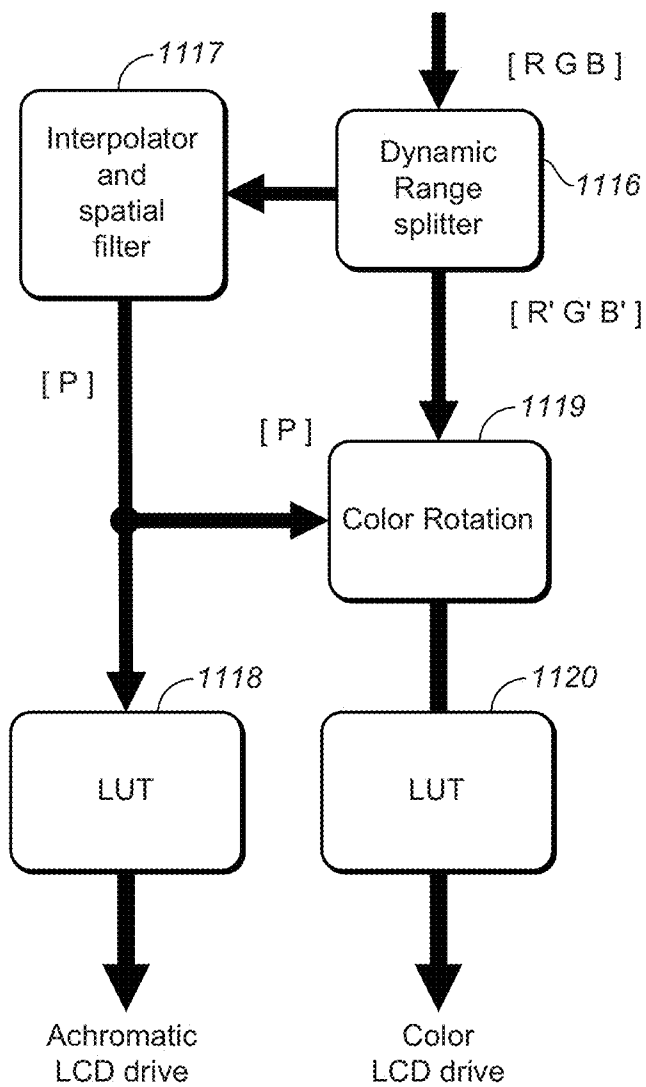 1117
[ R G B ]
Interpolator
and
spatial
filter
Dynamic
Range
splitter
1116
[ R' G' B' ]
[ P ]
[ P ]
1119
Color Rotation
1118
1120
LUT
LUT
Achromatic
LCD drive
Color
LCD drive